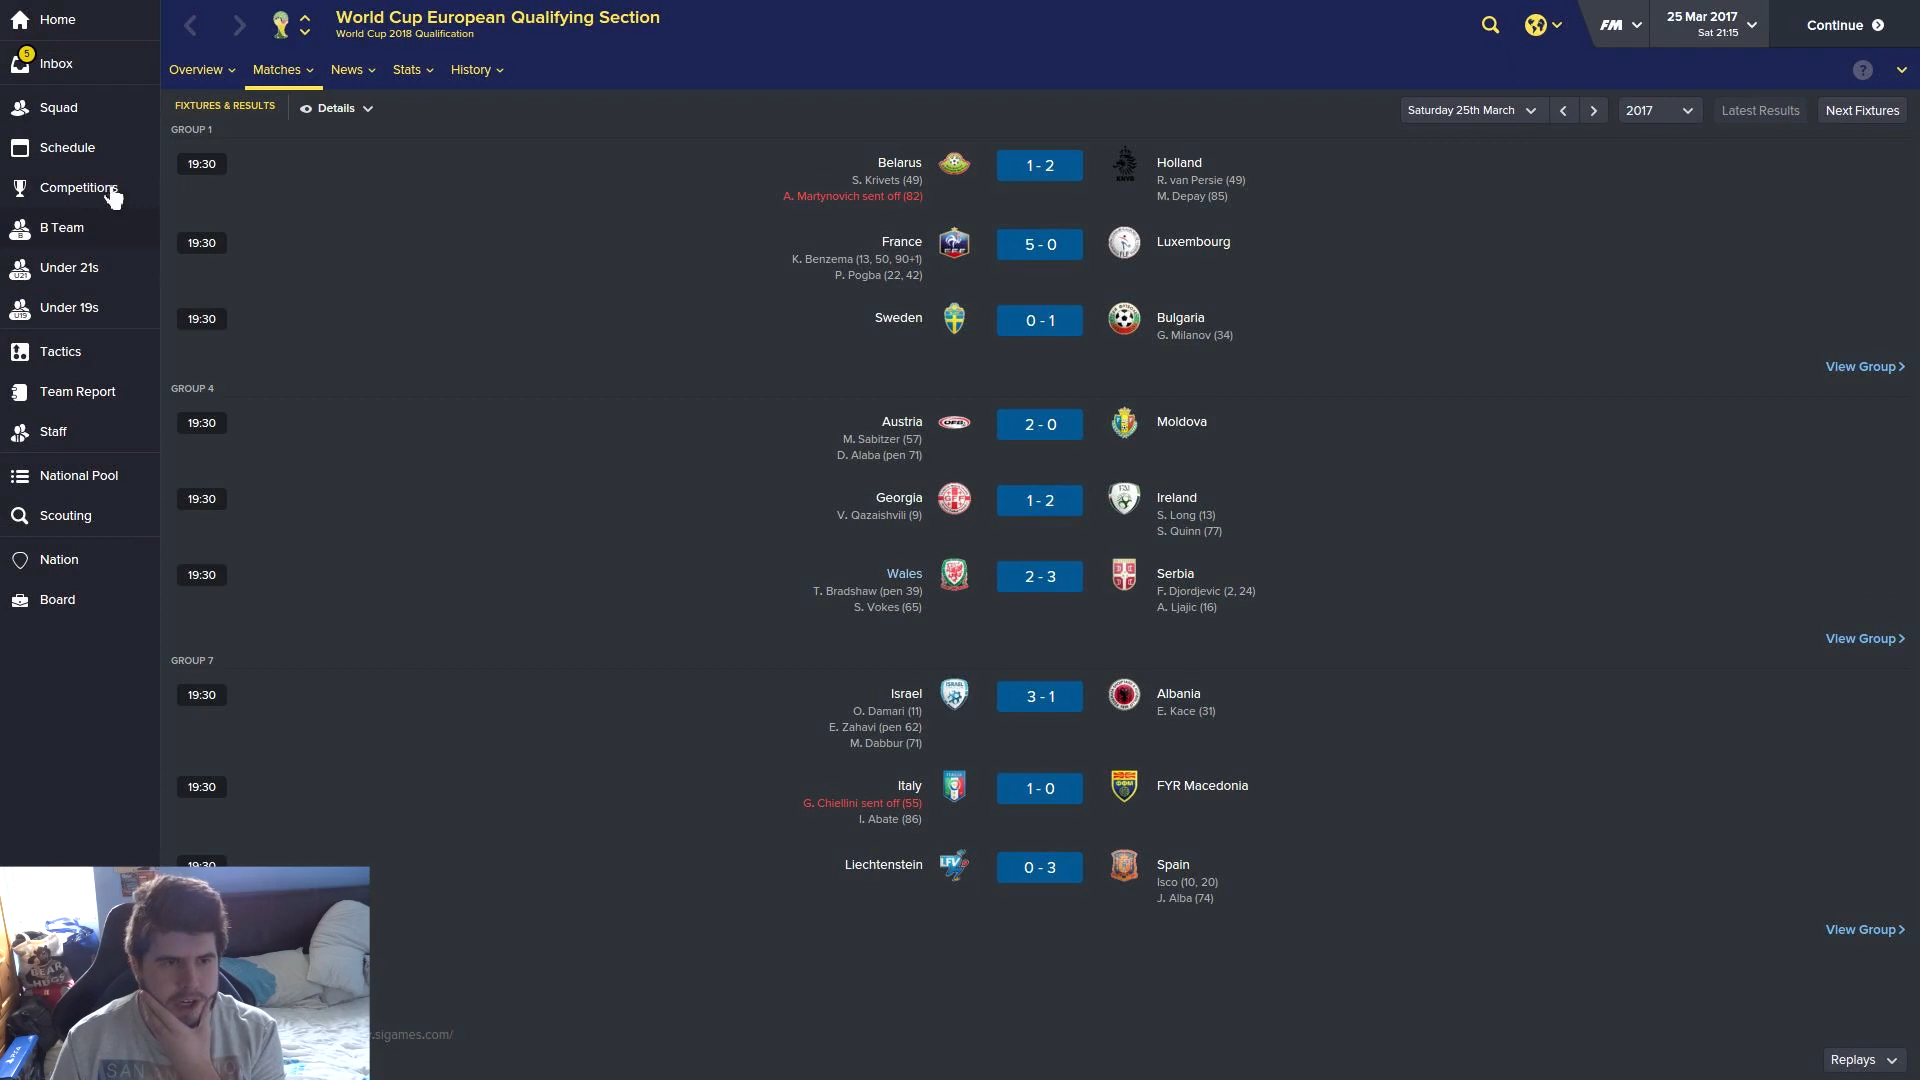 Home
World Cup European Qualifying Section
World Cup 2018 Qualification
FM
25 Mar 2017
Sat 21:15
Continue
5
Inbox
Overview
Matches
News
Stats
History
?
Squad
Schedule
Competitions
B Team
Under 21s
Under 19s
Tactics
Team Report
Staff
National Pool
Scouting
Nation
Board
FIXTURES & RESULTS
Details
Saturday 25th March
2017
Latest Results
Next Fixtures
GROUP 1
19:30
Belarus
1 - 2
Holland
S. Krivets (49)
R. van Persie (49)
A. Martynovich sent off (82)
M. Depay (85)
19:30
France
5 - 0
Luxembourg
K. Benzema (13, 50, 90+1)
P. Pogba (22, 42)
19:30
Sweden
0 - 1
Bulgaria
G. Milanov (34)
View Group
GROUP 4
19:30
Austria
2 - 0
Moldova
M. Sabitzer (57)
D. Alaba (pen 71)
19:30
Georgia
1 - 2
Ireland
V. Qazaishvili (9)
S. Long (13)
S. Quinn (77)
19:30
Wales
2 - 3
Serbia
T. Bradshaw (pen 39)
F. Djordjevic (2, 24)
S. Vokes (65)
A. Ljajic (16)
View Group
GROUP 7
19:30
Israel
3 - 1
Albania
O. Damari (11)
E. Kace (31)
E. Zahavi (pen 62)
M. Dabbur (71)
19:30
Italy
1 - 0
FYR Macedonia
G. Chiellini sent off (55)
I. Abate (86)
19:30
Liechtenstein
0 - 3
Spain
Isco (10, 20)
J. Alba (74)
View Group
.sigames.com/
Replays
BEAR
HUGS
SAN